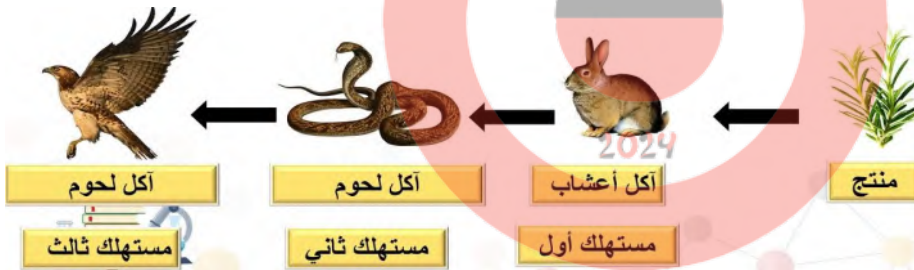 2024
منتج
آكل أعشاب
آكل لحوم
آكل لحوم
مستهلك أول
مستهلك ثاني
مستهلك ثالث